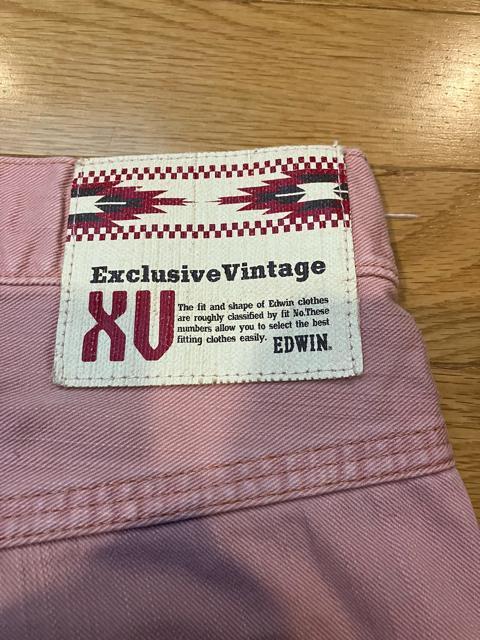 Exclusive Vintage
XV
The fit and shape of Edwin clothes
are roughly classified by fit No.These
numbers allow you to select the best
fitting clothes easily. EDWIN.